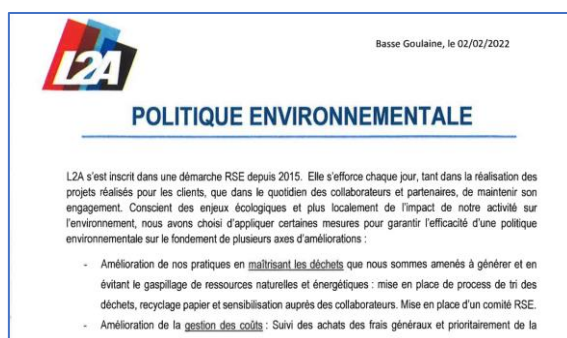 L2A
Basse Goulaine, le 02/02/2022
POLITIQUE ENVIRONNEMENTALE
L2A s'est inscrit dans une démarche RSE depuis 2015. Elle s'efforce chaque jour, tant dans la réalisation des
projets réalisés pour les clients, que dans le quotidien des collaborateurs et partenaires, de maintenir son
engagement. Conscient des enjeux écologiques et plus localement de l'impact de notre activité sur
l'environnement, nous avons choisi d'appliquer certaines mesures pour garantir l'efficacité d'une politique
environnementale sur le fondement de plusieurs axes d'améliorations :
- Amélioration de nos pratiques en maîtrisant les déchets que nous sommes amenés à générer et en
évitant le gaspillage de ressources naturelles et énergétiques : mise en place de process de tri des
déchets, recyclage papier et sensibilisation auprès des collaborateurs. Mise en place d'un comité RSE.
- Amélioration de la gestion des coûts : Suivi des achats des frais généraux et prioritairement de la